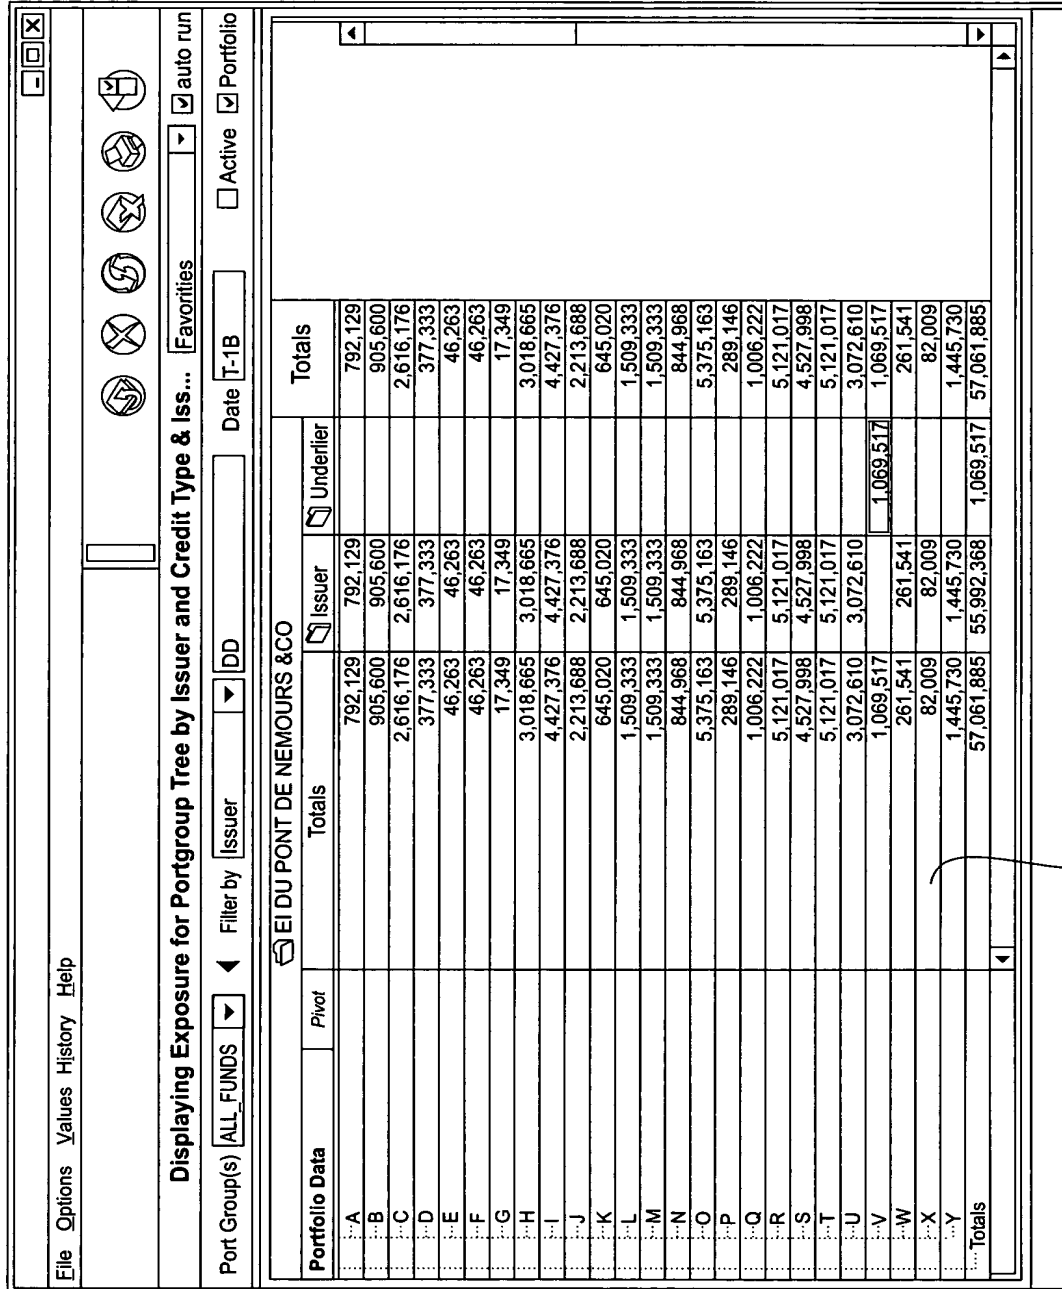 File Options Values History Help
Displaying Exposure for Portgroup Tree by Issuer and Credit Type & Iss... Favorites auto run
Port Group(s) ALL_FUNDS Filter by Issuer DD Date T-1B Active Portfolio
EI DU PONT DE NEMOURS &CO
Portfolio Data Pivot Totals Issuer Underlier Totals
A 792,129 792,129 792,129
B 905,600 905,600 905,600
C 2,616,176 2,616,176 2,616,176
D 377,333 377,333 377,333
E 46,263 46,263 46,263
F 46,263 46,263 46,263
G 17,349 17,349 17,349
H 3,018,665 3,018,665 3,018,665
I 4,427,376 4,427,376 4,427,376
J 2,213,688 2,213,688 2,213,688
K 645,020 645,020 645,020
L 1,509,333 1,509,333 1,509,333
M 1,509,333 1,509,333 1,509,333
N 844,968 844,968 844,968
O 5,375,163 5,375,163 5,375,163
P 289,146 289,146 289,146
Q 1,006,222 1,006,222 1,006,222
R 5,121,017 5,121,017 5,121,017
S 4,527,998 4,527,998 4,527,998
T 5,121,017 5,121,017 5,121,017
U 3,072,610 3,072,610 3,072,610
V 1,069,517 1,069,517 1,069,517
W 261,541 261,541 261,541
X 82,009 82,009 82,009
Y 1,445,730 1,445,730 1,445,730
Totals 57,061,885 55,992,368 1,069,517 57,061,885